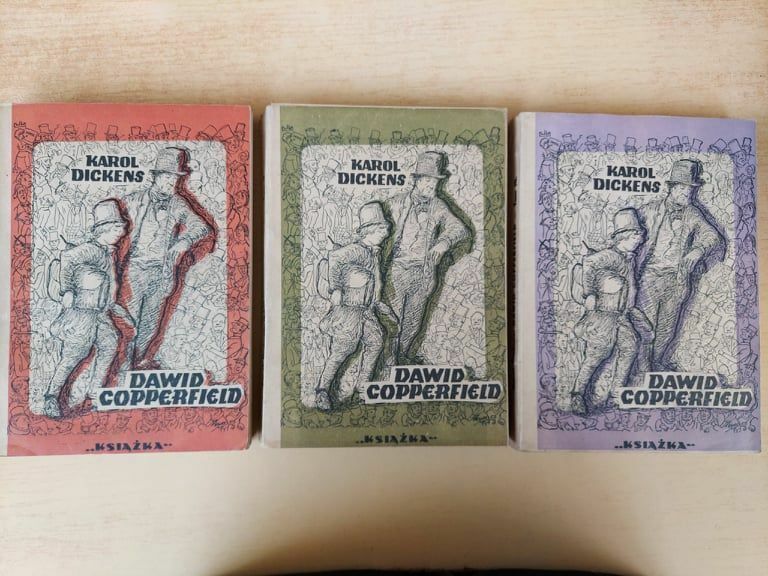 KAROL
DICKENS
DAWID
COPPERFIELD
„KSIĄŻKA"
KAROL
DICKENS
DAWID
COPPERFIELD
„KSIĄŻKA"
KAROL
DICKENS
DAWID
COPPERFIELD
„KSIĄŻKA"